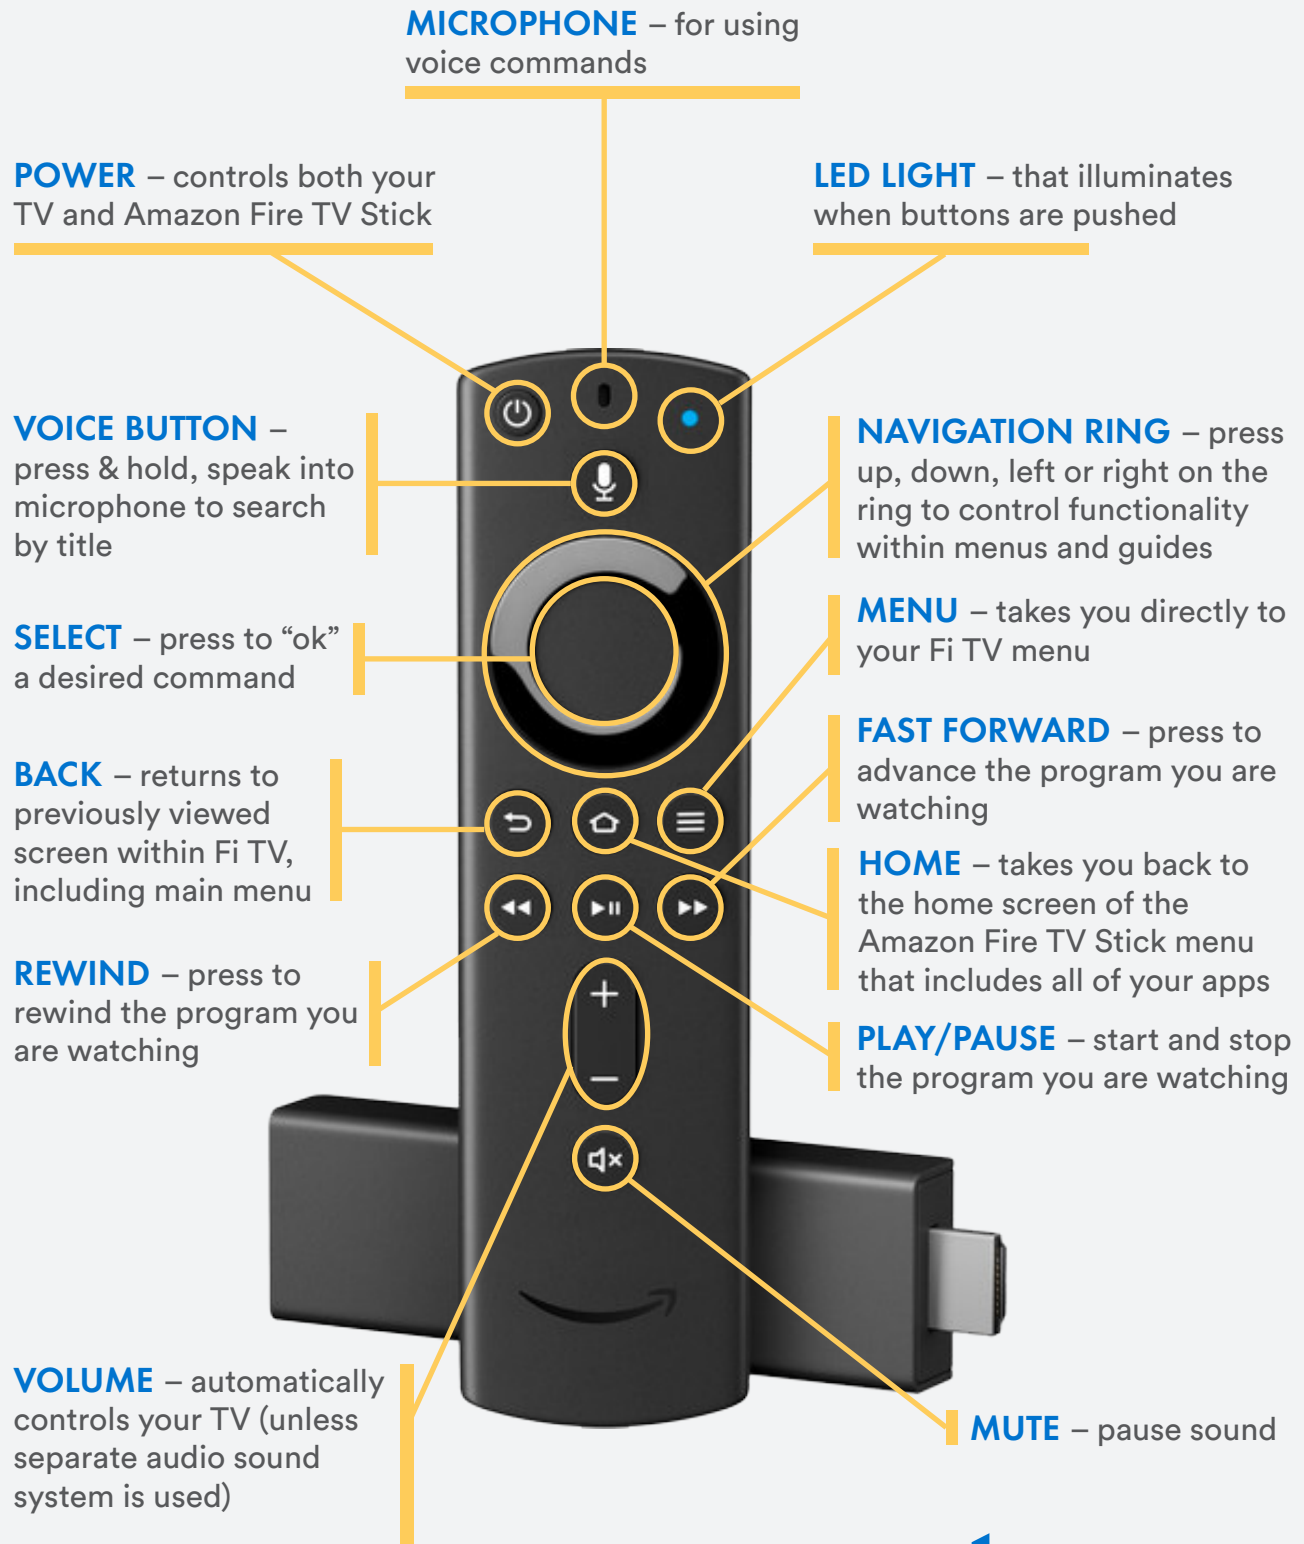 MICROPHONE – for using
voice commands
POWER – controls both your
TV and Amazon Fire TV Stick
LED LIGHT – that illuminates
when buttons are pushed
VOICE BUTTON –
press & hold, speak into
microphone to search
by title
NAVIGATION RING – press
up, down, left or right on the
ring to control functionality
within menus and guides
SELECT – press to “ok”
a desired command
MENU – takes you directly to
your Fi TV menu
FAST FORWARD – press to
advance the program you are
watching
BACK – returns to
previously viewed
screen within Fi TV,
including main menu
HOME – takes you back to
the home screen of the
Amazon Fire TV Stick menu
that includes all of your apps
REWIND – press to
rewind the program you
are watching
PLAY/PAUSE – start and stop
the program you are watching
VOLUME – automatically
controls your TV (unless
separate audio sound
system is used)
MUTE – pause sound